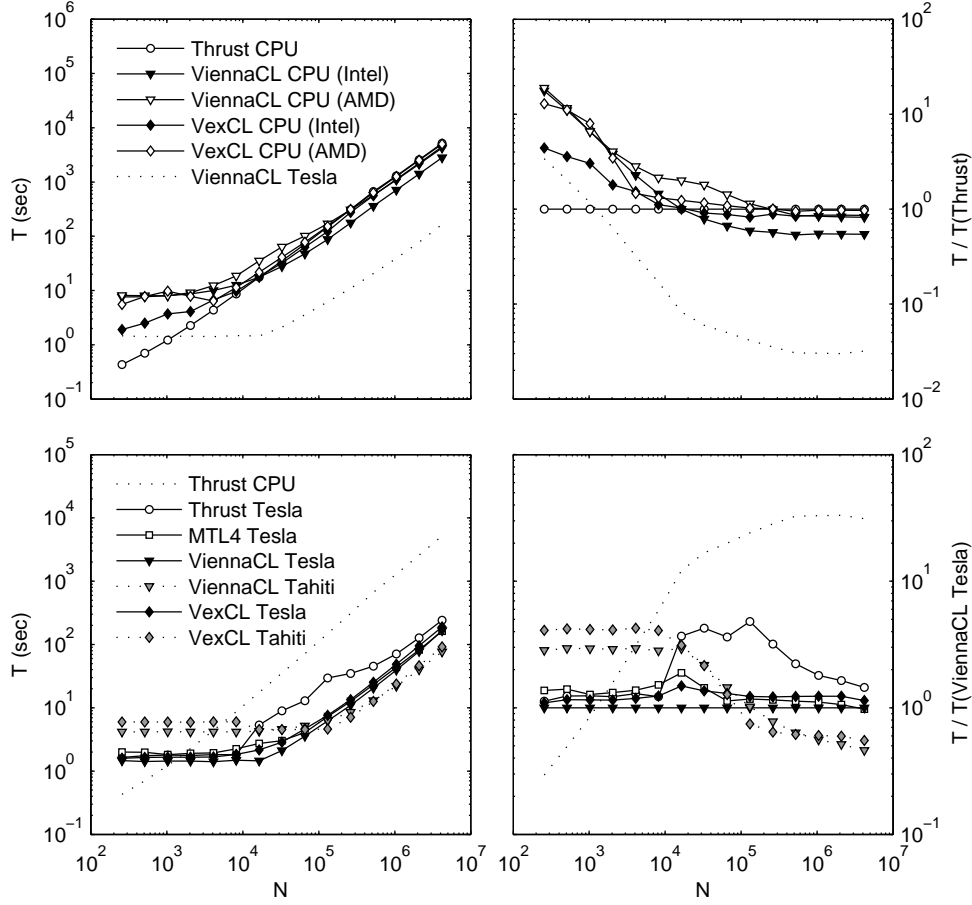 10^6
10^5
10^4
10^3
10^2
10^1
10^0
10^−1
T (sec)
Thrust CPU
ViennaCL CPU (Intel)
ViennaCL CPU (AMD)
VexCL CPU (Intel)
VexCL CPU (AMD)
ViennaCL Tesla
10^2
10^1
10^0
10^−1
10^−2
T / T(Thrust)
10^5
10^4
10^3
10^2
10^1
10^0
10^−1
T (sec)
Thrust CPU
Thrust Tesla
MTL4 Tesla
ViennaCL Tesla
ViennaCL Tahiti
VexCL Tesla
VexCL Tahiti
10^2 10^3 10^4 10^5 10^6 10^7
N
10^2
10^1
10^0
10^−1
T / T(ViennaCL Tesla)
10^2 10^3 10^4 10^5 10^6 10^7
N